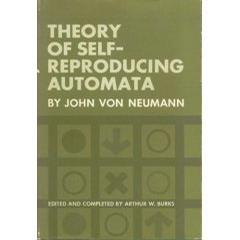 THEORY
OF SELF-
REPRODUCING
AUTOMATA
BY JOHN VON NEUMANN
EDITED AND COMPLETED BY ARTHUR W. BURKS